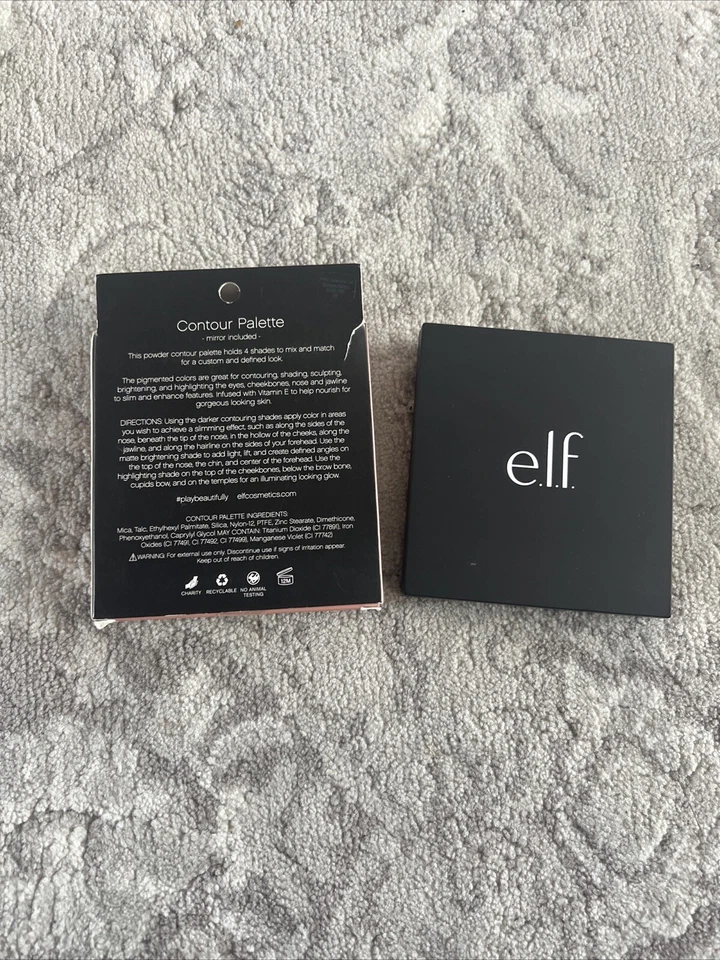 Contour Palette
- mirror included -
This powder contour palette holds 4 shades to mix and match
for a custom and defined look.
The pigmented colors are great for contouring, shading, sculpting,
brightening, and highlighting the eyes, cheekbones, nose and jawline
to slim and enhance features. Infused with Vitamin E to help nourish for
gorgeous looking skin.
DIRECTIONS: Using the darker contouring shades apply color in areas
you wish to achieve a slimming effect, such as along the sides of the
nose, beneath the tip of the nose, in the hollow of the cheeks, along the
jawline, and along the hairline on the sides of your forehead. Use the
matte brightening shade to add light, lift, and create defined angles on
the top of the nose, the chin, and center of the forehead. Use the
highlighting shade on the top of the cheekbones, below the brow bone,
cupids bow, and on the temples for an illuminating looking glow.
#playbeautifully elfcosmetics.com
CONTOUR PALETTE INGREDIENTS:
Mica, Talc, Ethylhexyl Palmitate, Silica, Nylon-12, PTFE, Zinc Stearate, Dimethicone,
Phenoxyethanol, Caprylyl Glycol MAY CONTAIN: Titanium Dioxide (CI 77891), Iron
Oxides (CI 77491, CI 77492, CI 77499), Manganese Violet (CI 77742)
WARNING: For external use only. Discontinue use if signs of irritation appear.
Keep out of reach of children.
CHARITY RECYCLABLE NO ANIMAL TESTING 12M
e.l.f.